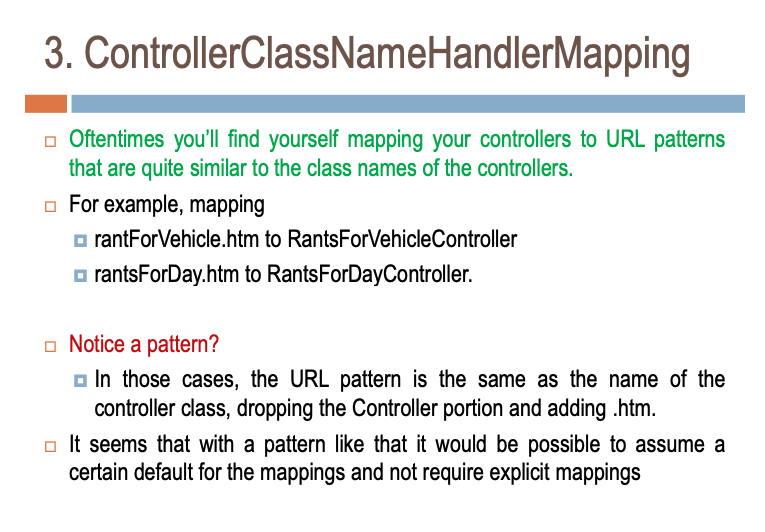 3. ControllerClassNameHandlerMapping
Oftentimes you'll find yourself mapping your controllers to URL patterns
that are quite similar to the class names of the controllers.
For example, mapping
rantForVehicle.htm to RantsForVehicleController
rantsForDay.htm to RantsForDayController.
Notice a pattern?
In those cases, the URL pattern is the same as the name of the
controller class, dropping the Controller portion and adding .htm.
It seems that with a pattern like that it would be possible to assume a
certain default for the mappings and not require explicit mappings